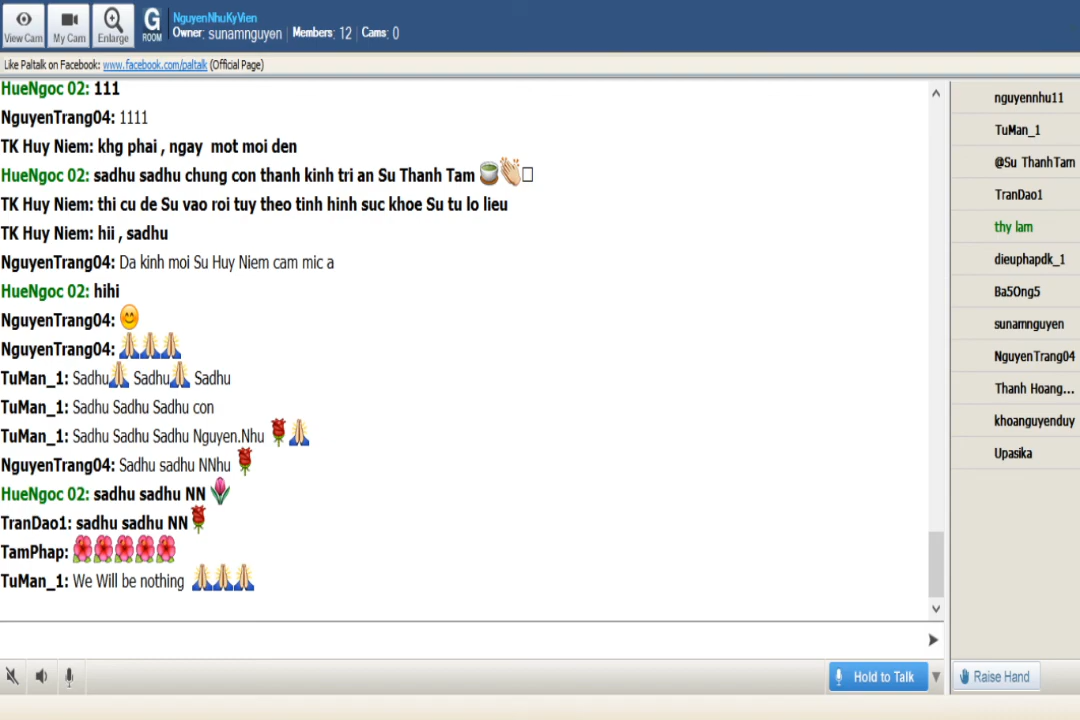 View Cam
My Cam
Enlarge
G
ROOM
NguyenNhuKyVien
Owner: sunamnguyen Members: 12 Cams: 0
Like Paltalk on Facebook: www.facebook.com/paltalk (Official Page)
HueNgoc 02: 111
NguyenTrang04: 1111
TK Huy Niem: khg phai , ngay mot moi den
HueNgoc 02: sadhu sadhu chung con thanh kinh tri an Su Thanh Tam 🍵👏
TK Huy Niem: thi cu de Su vao roi tuy theo tinh hinh suc khoe Su tu lo lieu
TK Huy Niem: hii , sadhu
NguyenTrang04: Da kinh moi Su Huy Niem cam mic a
HueNgoc 02: hihi
NguyenTrang04: 😊
NguyenTrang04: 🙏🙏🙏
TuMan_1: Sadhu🙏 Sadhu🙏 Sadhu
TuMan_1: Sadhu Sadhu Sadhu con
TuMan_1: Sadhu Sadhu Sadhu Nguyen.Nhu 🌹🙏
NguyenTrang04: Sadhu sadhu NNhu 🌹
HueNgoc 02: sadhu sadhu NN 🌷
TranDao1: sadhu sadhu NN🌹
TamPhap: 🌺🌺🌺🌺🌺
TuMan_1: We Will be nothing 🙏🙏🙏
Hold to Talk
nguyennhu11
TuMan_1
@Su ThanhTam
TranDao1
thy lam
dieuphapdk_1
Ba5Ong5
sunamnguyen
NguyenTrang04
Thanh Hoang...
khoanguyenduy
Upasika
Raise Hand